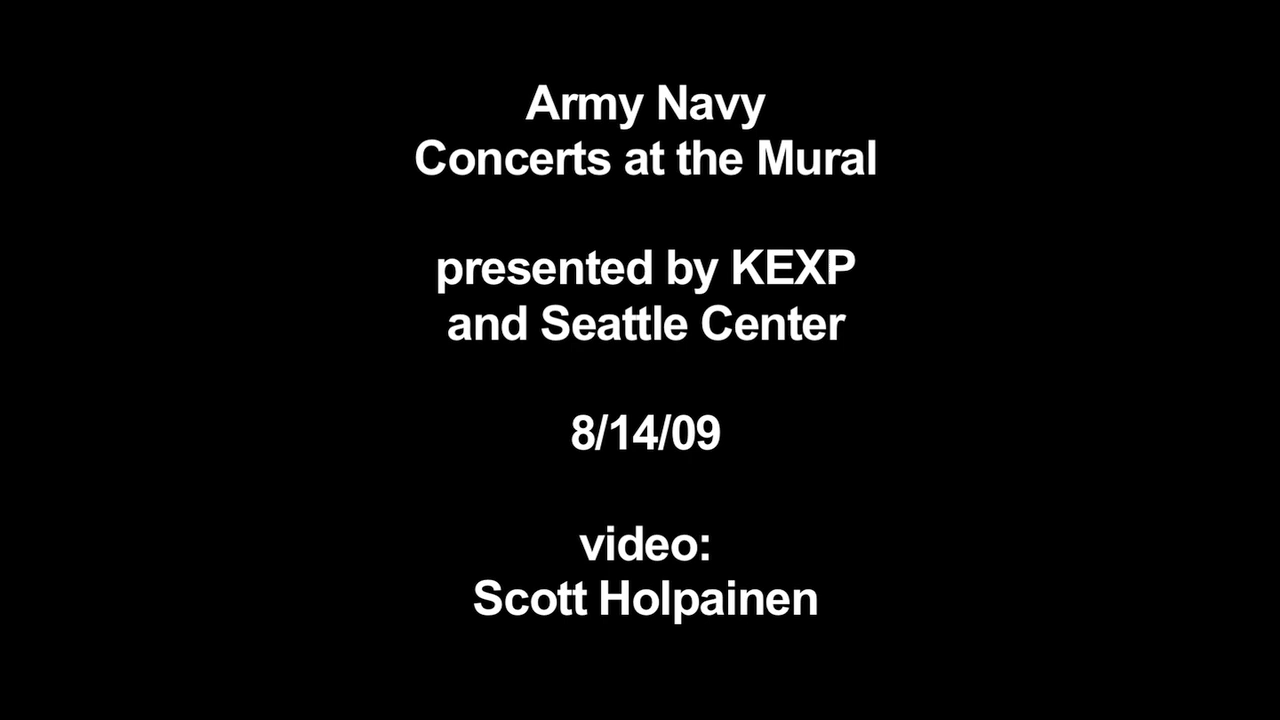 Army Navy
Concerts at the Mural
presented by KEXP
and Seattle Center
8/14/09
video:
Scott Holpainen